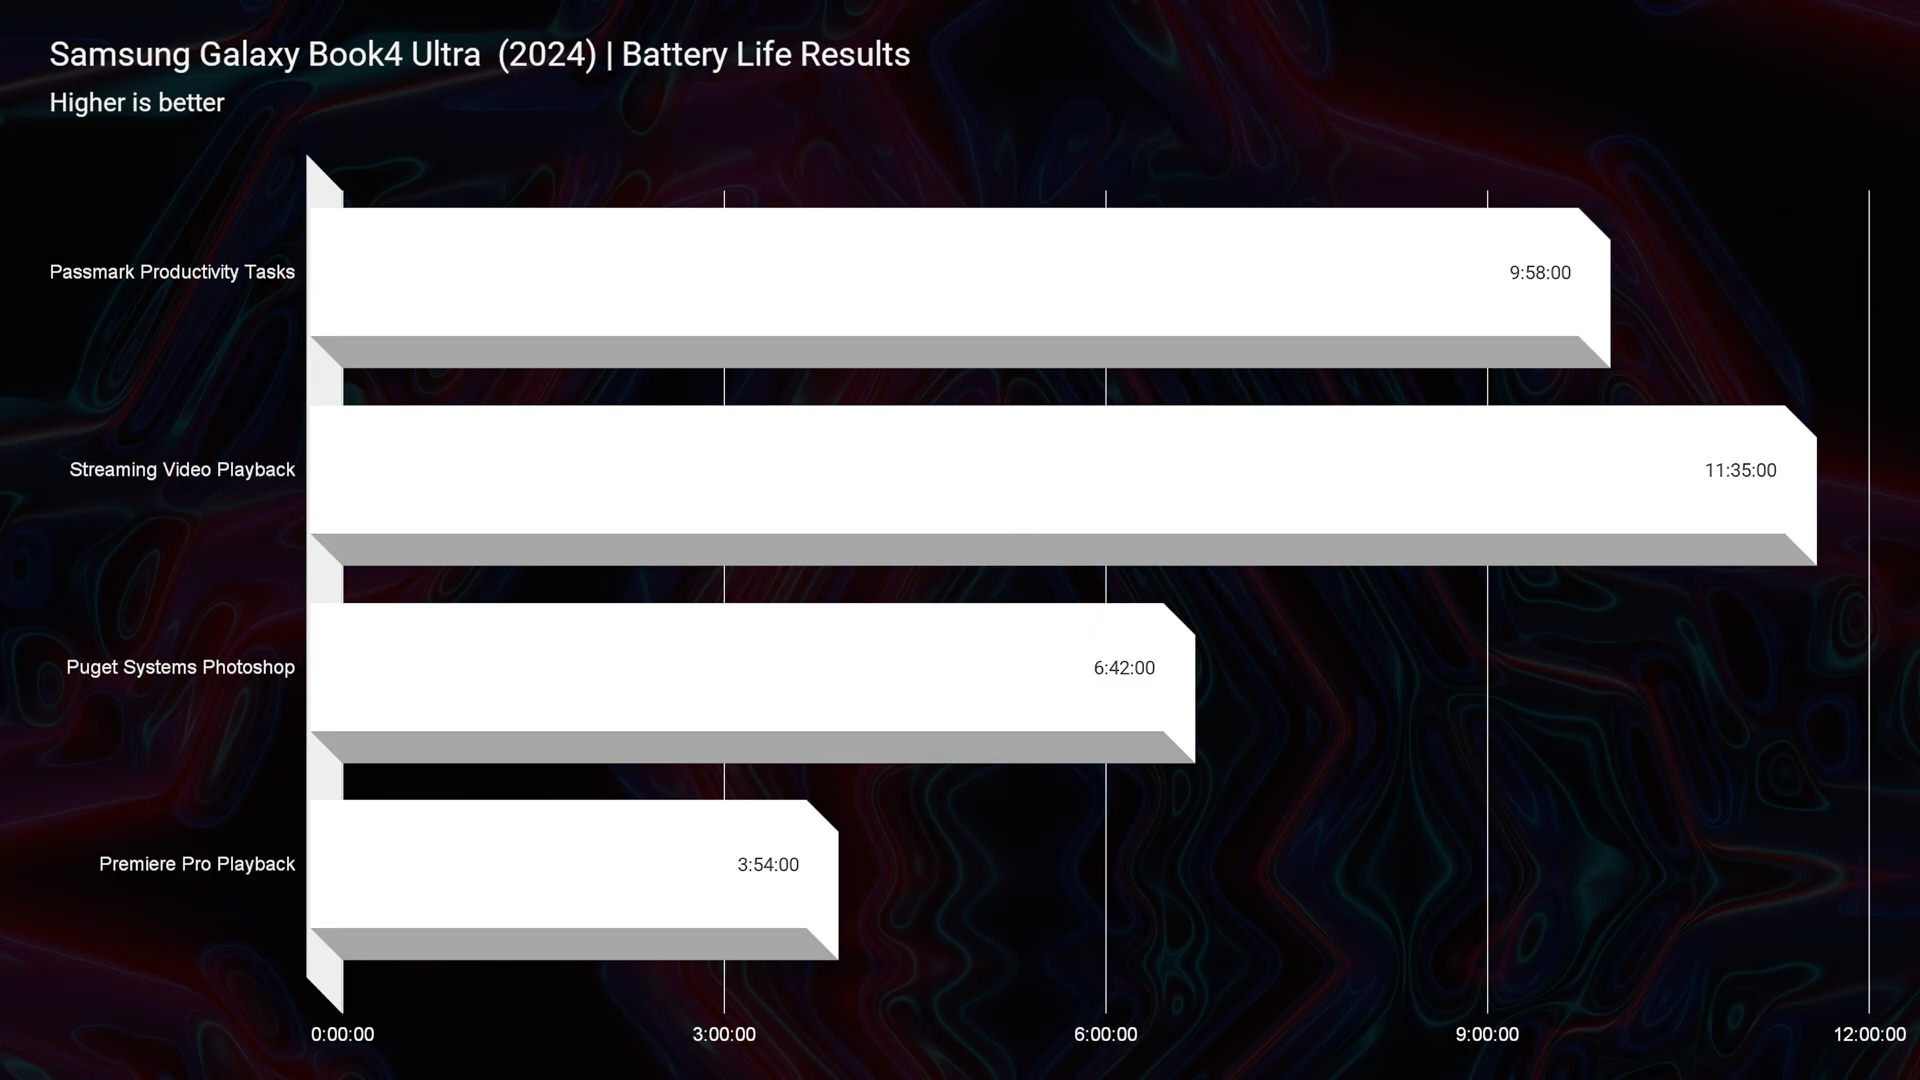 Samsung Galaxy Book4 Ultra  (2024) | Battery Life Results
Higher is better
Passmark Productivity Tasks
9:58:00
Streaming Video Playback
11:35:00
Puget Systems Photoshop
6:42:00
Premiere Pro Playback
3:54:00
0:00:00 3:00:00 6:00:00 9:00:00 12:00:00